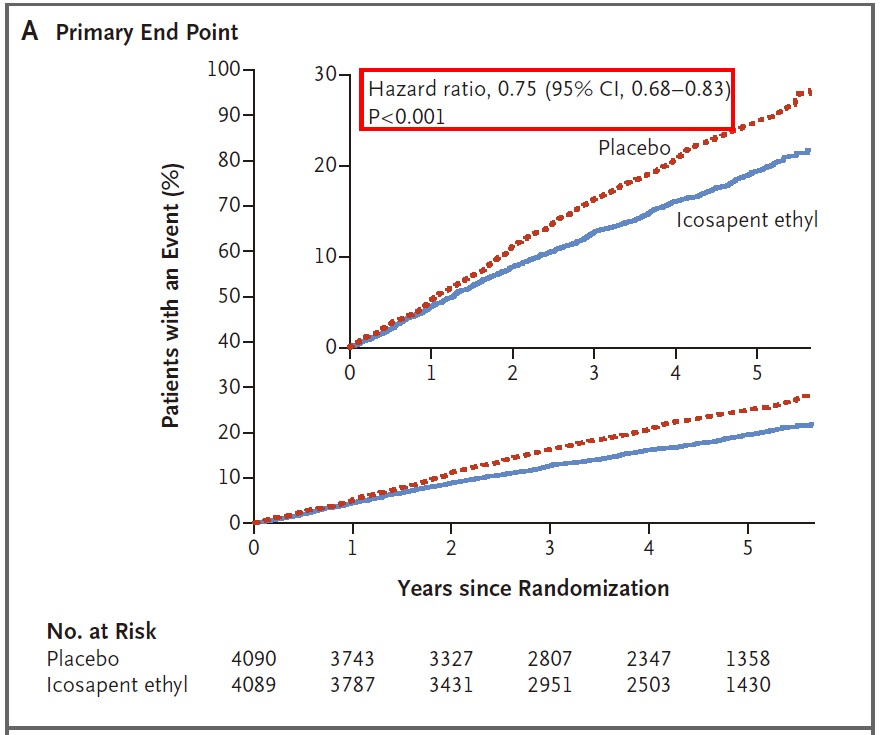 A Primary End Point
Patients with an Event (%)
100
90
80
70
60
50
40
30
20
10
0
30
20
10
0
Hazard ratio, 0.75 (95% CI, 0.68–0.83)
P<0.001
Placebo
Icosapent ethyl
0 1 2 3 4 5
0 1 2 3 4 5
Years since Randomization
No. at Risk
Placebo 4090 3743 3327 2807 2347 1358
Icosapent ethyl 4089 3787 3431 2951 2503 1430